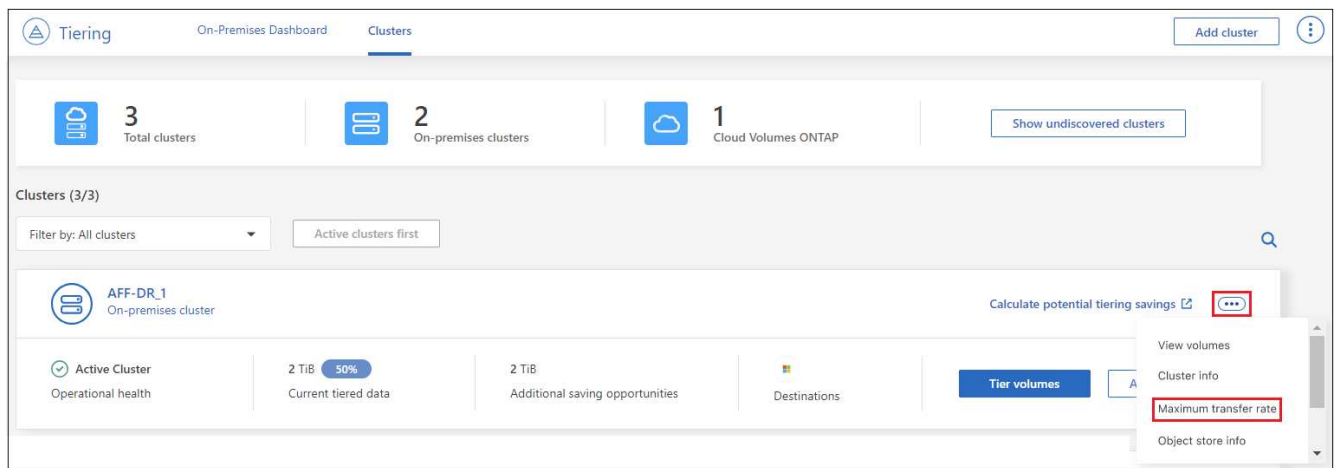 Tiering
On-Premises Dashboard
Clusters
Add cluster
3
Total clusters
2
On-premises clusters
1
Cloud Volumes ONTAP
Show undiscovered clusters
Clusters (3/3)
Filter by: All clusters
Active clusters first
AFF-DR_1
On-premises cluster
Calculate potential tiering savings
View volumes
Cluster info
Maximum transfer rate
Object store info
Active Cluster
Operational health
2 TiB 50%
Current tiered data
2 TiB
Additional saving opportunities
Destinations
Tier volumes
A